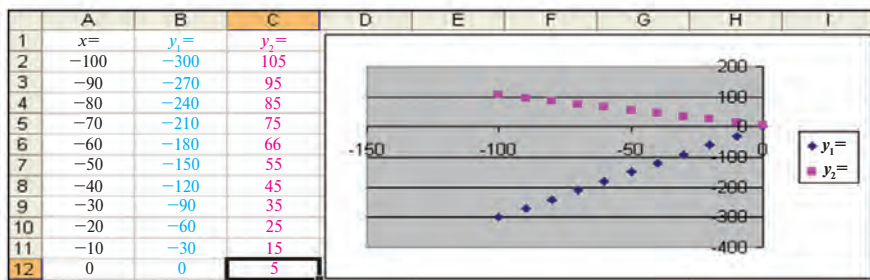 A B C D E F G H I
1 x= y₁= y₂=
2 −100 −300 105
3 −90 −270 95
4 −80 −240 85
5 −70 −210 75
6 −60 −180 66
7 −50 −150 55
8 −40 −120 45
9 −30 −90 35
10 −20 −60 25
11 −10 −30 15
12 0 0 5
200
100
0
-150 -100 -50 0
-100
-200
-300
-400
y₁=
y₂=